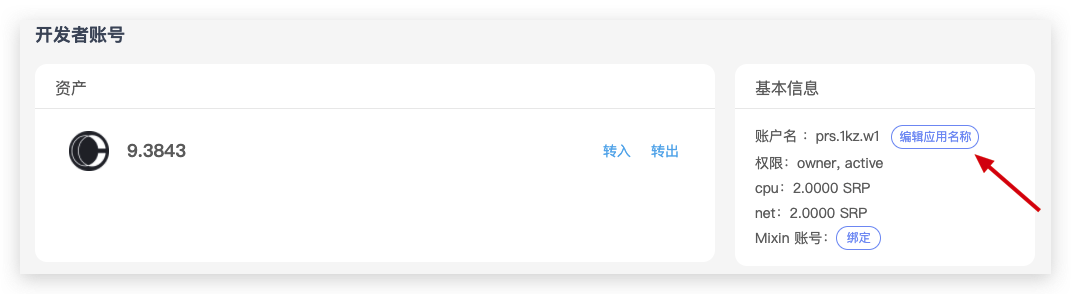 开发者账号
资产
9.3843 转入 转出
基本信息
账户名 ：prs.1kz.w1 编辑应用名称
权限：owner, active
cpu：2.0000 SRP
net：2.0000 SRP
Mixin 账号：绑定